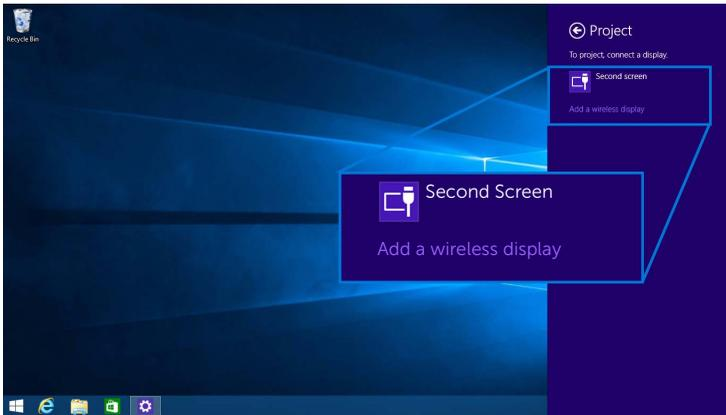 Recycle Bin
Project
To project, connect a display.
Second screen
Add a wireless display
Second Screen
Add a wireless display